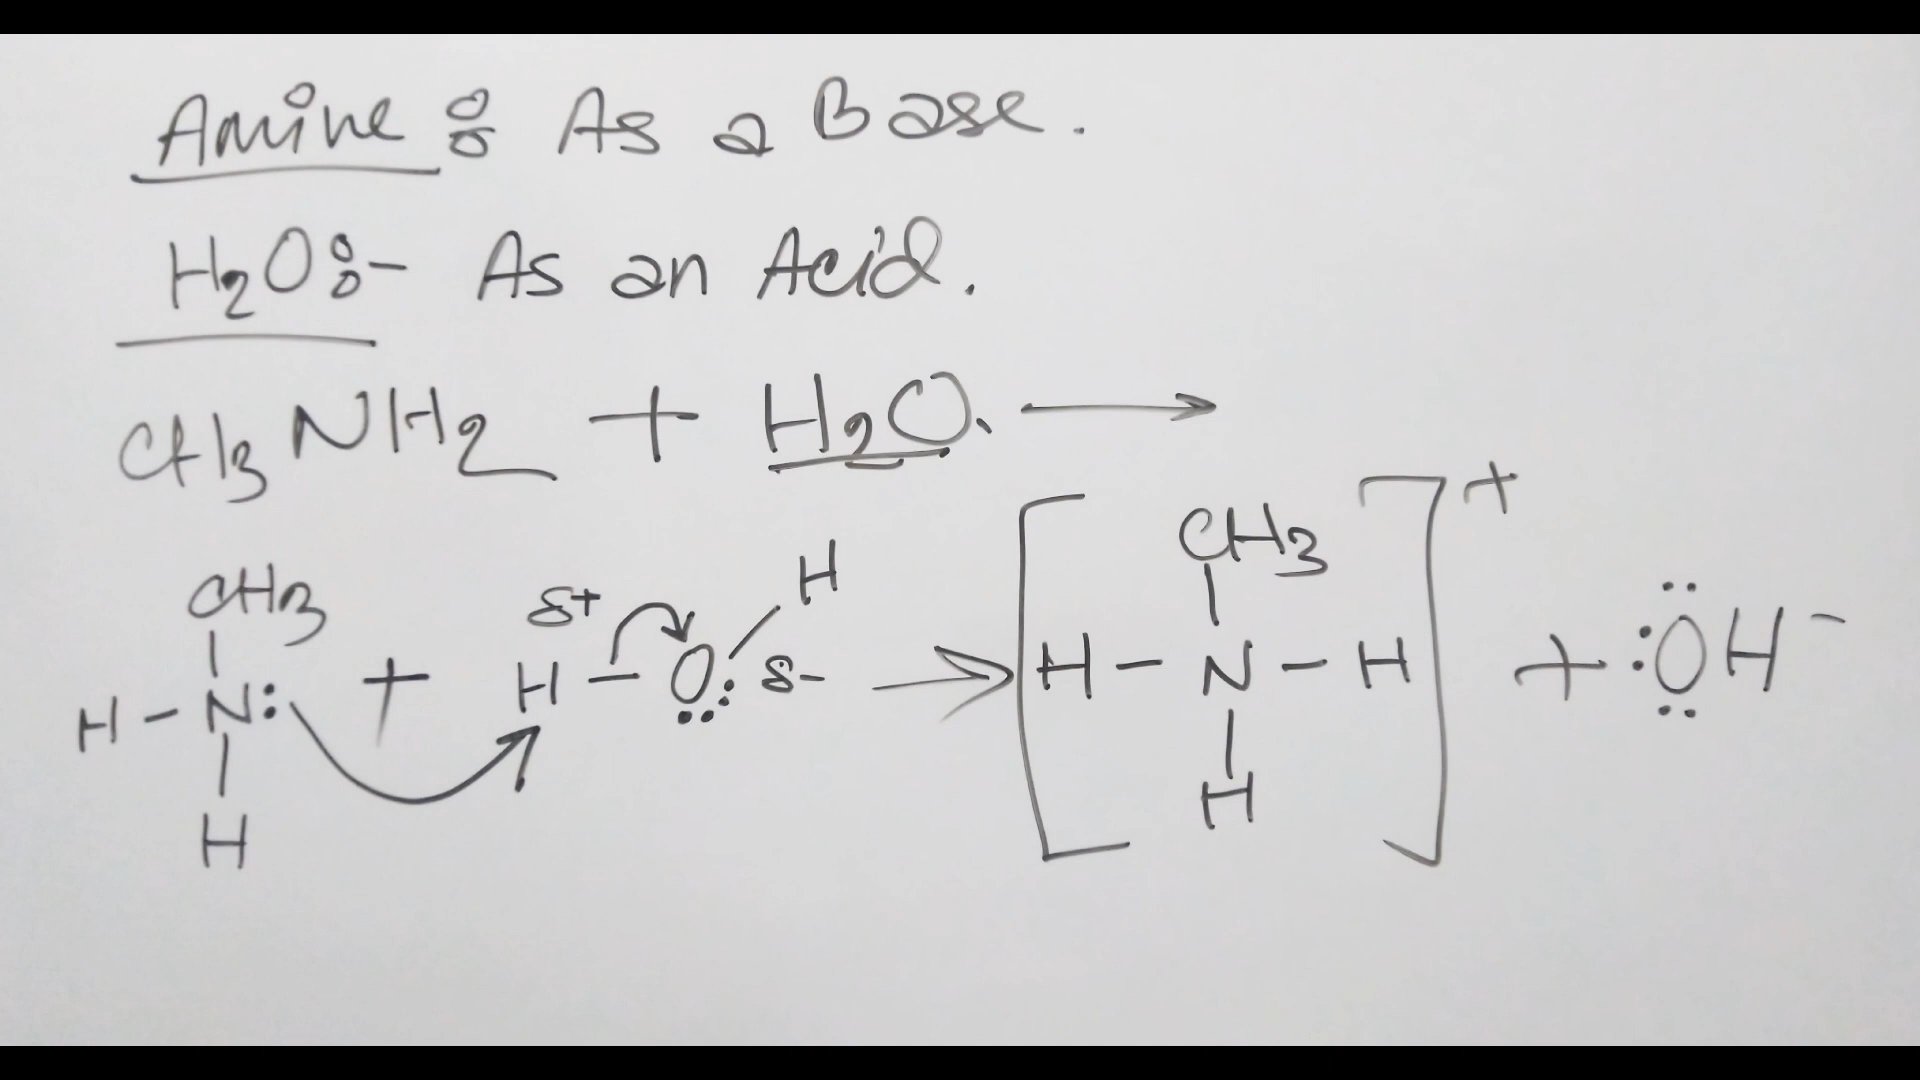 Amine : As a Base.
H2O :- As an Acid.
CH3NH2 + H2O. →
CH3 δ+ H [ CH3 ]+
H - N: + H - O: δ- → H - N - H + :OH-
H H